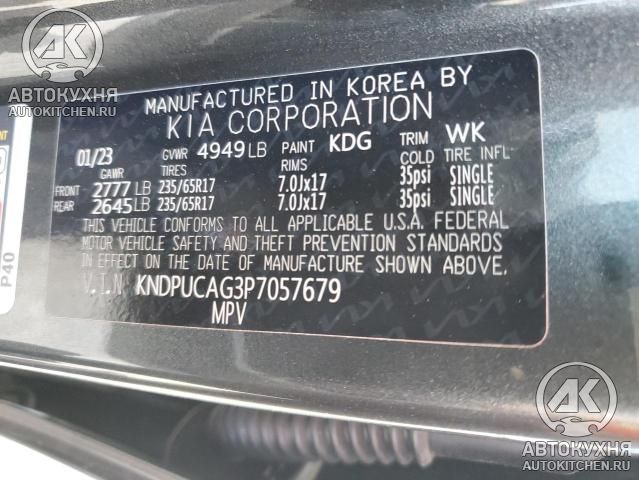 АК
АВТОКУХНЯ
AUTOKITCHEN.RU
MANUFACTURED IN KOREA BY
KIA CORPORATION
01/23 GVWR 4949 LB PAINT KDG TRIM WK
GAWR TIRES RIMS COLD TIRE INFL
FRONT 2777 LB 235/65R17 7.0Jx17 35psi SINGLE
REAR 2645 LB 235/65R17 7.0Jx17 35psi SINGLE
THIS VEHICLE CONFORMS TO ALL APPLICABLE U.S.A. FEDERAL
MOTOR VEHICLE SAFETY AND THEFT PREVENTION STANDARDS
IN EFFECT ON THE DATE OF MANUFACTURE SHOWN ABOVE.
V.I.N KNDPUCAG3P7057679
MPV
P40
АК
АВТОКУХНЯ
AUTOKITCHEN.RU